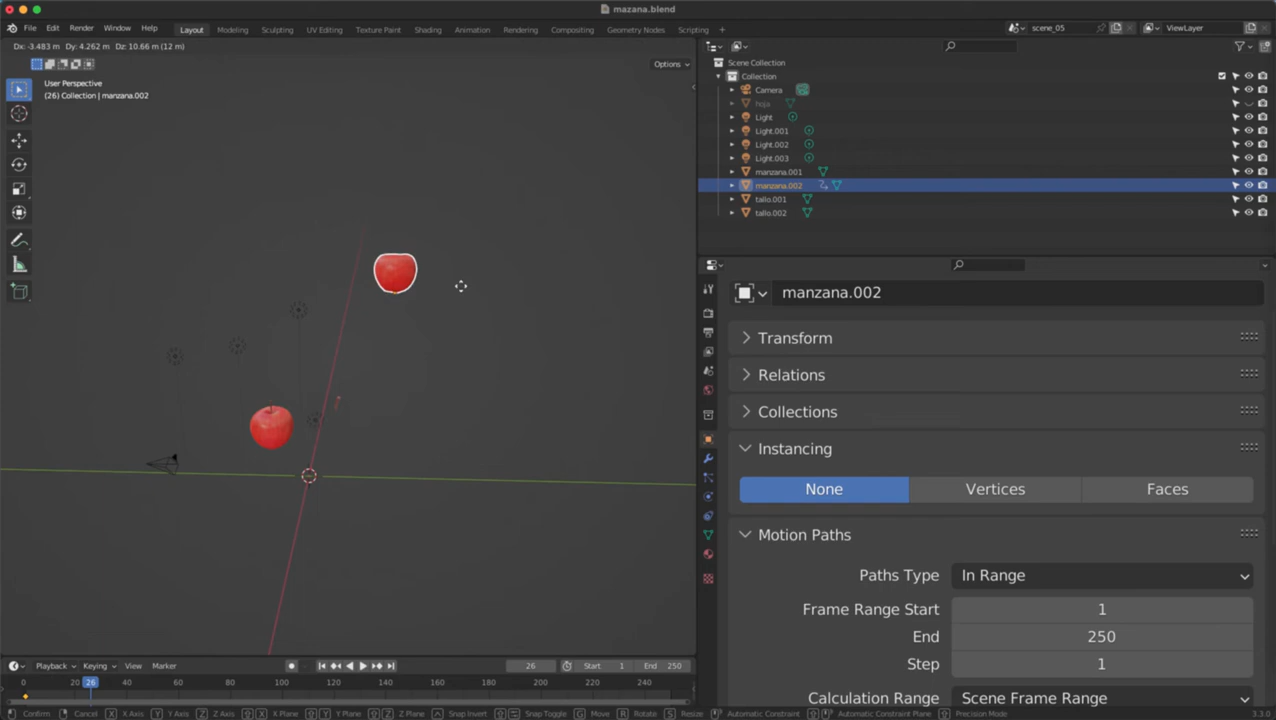 mazana.blend
File Edit Render Window Help Layout Modeling Sculpting UV Editing Texture Paint Shading Animation Rendering Compositing Geometry Nodes Scripting + scene_05 ViewLayer
Dx: -3.483 m Dy: 4.262 m Dz: 10.66 m (12 m)
Options
User Perspective
(26) Collection | manzana.002
Scene Collection
Collection
Camera
hoja
Light
Light.001
Light.002
Light.003
manzana.001
manzana.002
tallo.001
tallo.002
manzana.002
Transform
Relations
Collections
Instancing
None Vertices Faces
Motion Paths
Paths Type In Range
Frame Range Start 1
End 250
Step 1
Calculation Range Scene Frame Range
Playback Keying View Marker 26 Start 1 End 250
0 20 26 40 60 80 100 120 140 160 180 200 220 240
Confirm Cancel X X Axis Y Y Axis Z Z Axis X X Plane Y Y Plane Z Z Plane Snap Invert Snap Toggle G Move R Rotate S Resize Automatic Constraint Automatic Constraint Plane Precision Mode 3.3.0